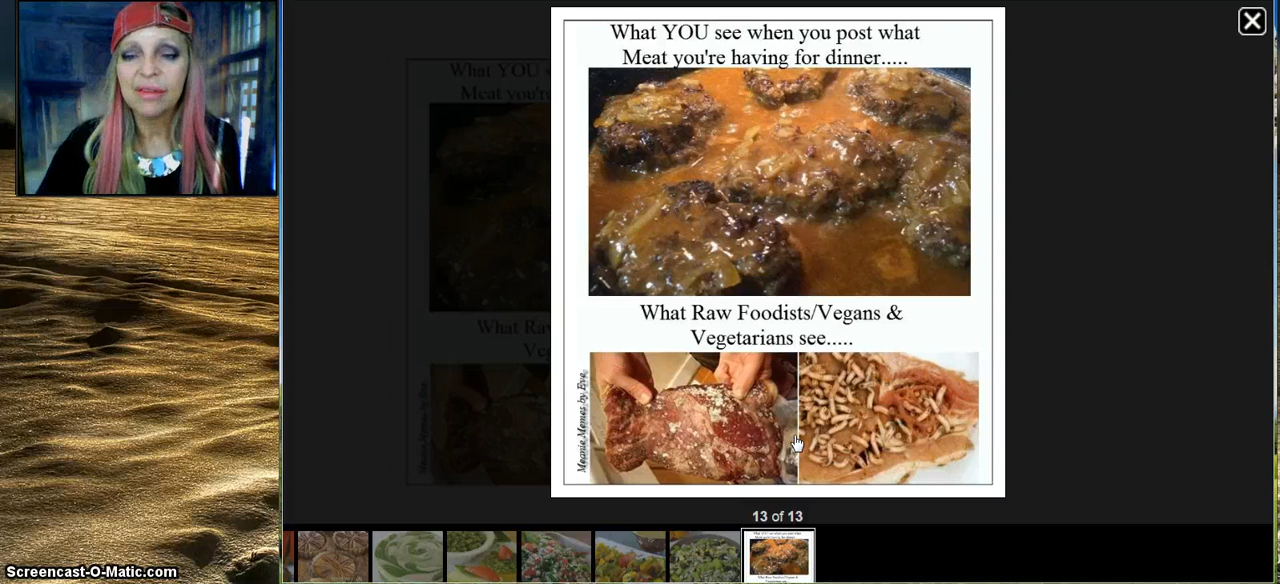 What YOU see when you post what
Meat you're having for dinner.....
What Raw Foodists/Vegans &
Vegetarians see.....
Meanie Memes by Eve
13 of 13
Screencast-O-Matic.com